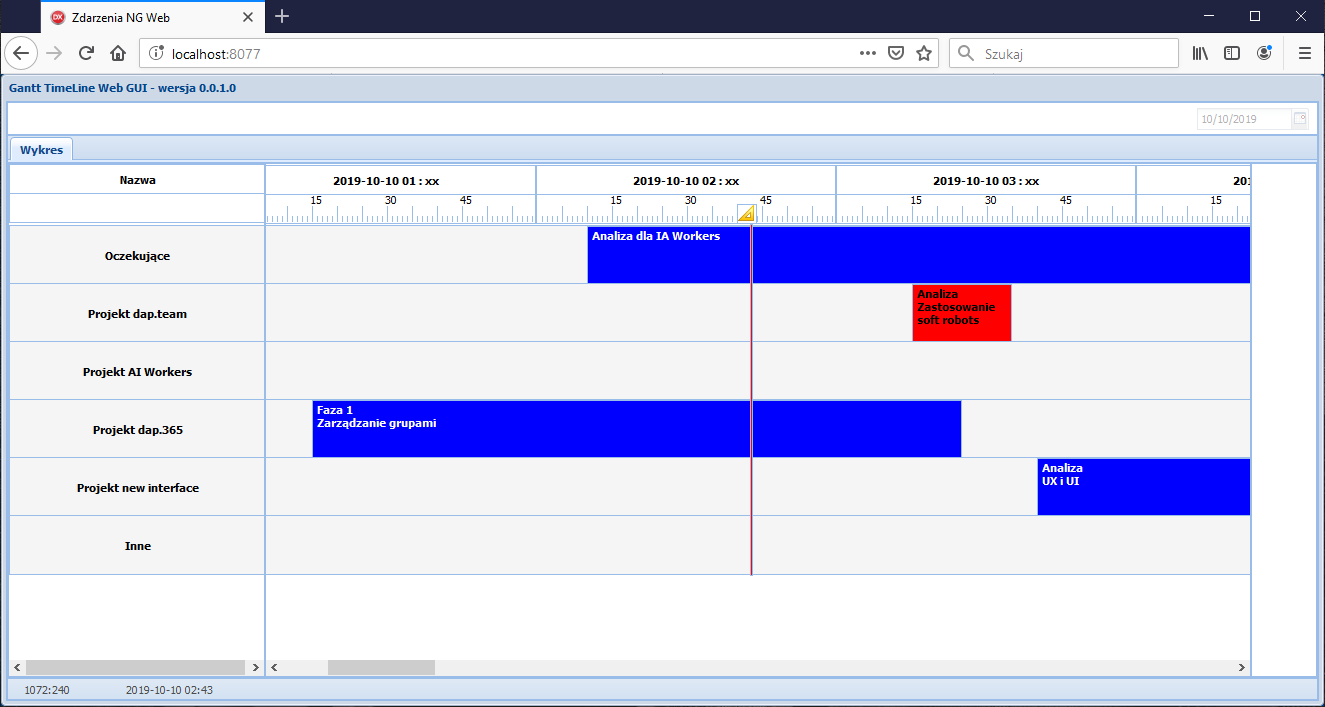 Zdarzenia NG Web
localhost:8077
Szukaj
Gantt TimeLine Web GUI - wersja 0.0.1.0
10/10/2019
Wykres
Nazwa
2019-10-10 01 : xx
2019-10-10 02 : xx
2019-10-10 03 : xx
201
15 30 45 15 30 45 15 30 45 15
Oczekujące
Analiza dla IA Workers
Projekt dap.team
Analiza
Zastosowanie
soft robots
Projekt AI Workers
Projekt dap.365
Faza 1
Zarządzanie grupami
Projekt new interface
Analiza
UX i UI
Inne
1072:240
2019-10-10 02:43